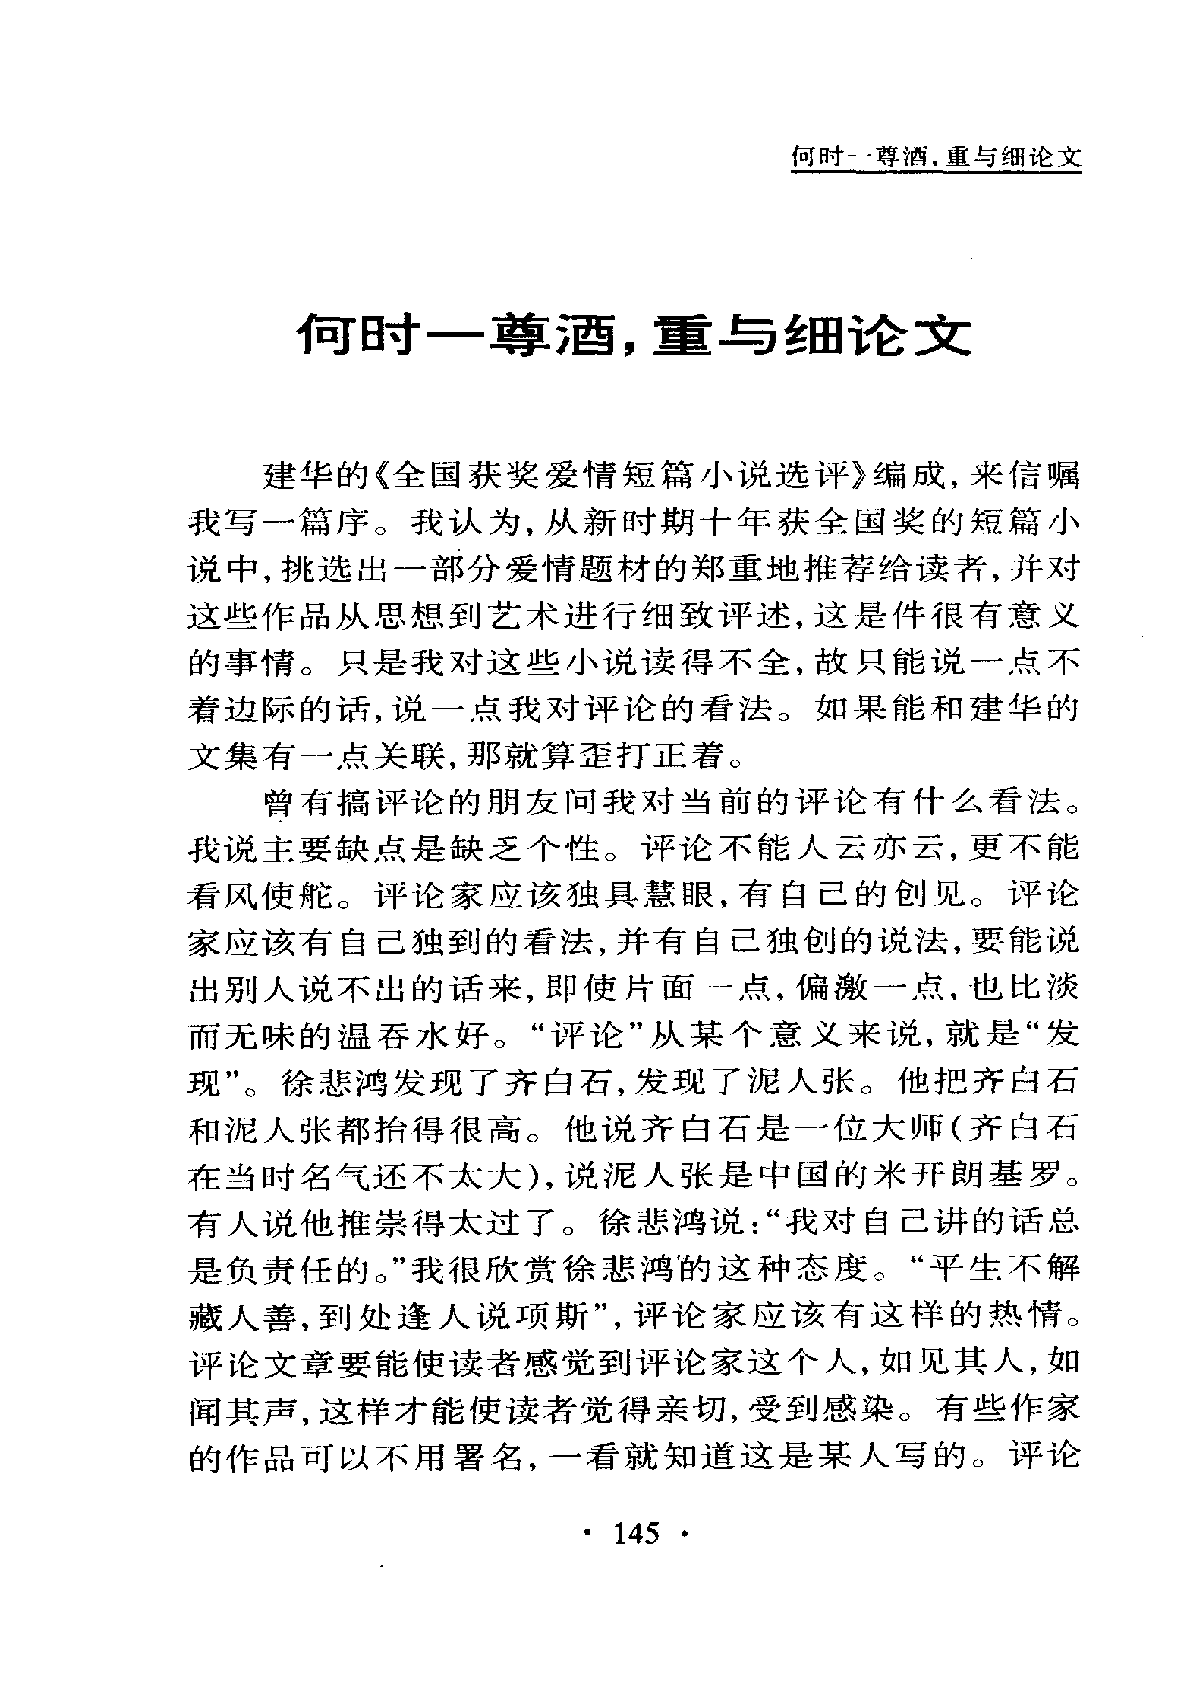 何时一尊酒,重与细论文
何时一尊酒,重与细论文
建华的《全国获奖爱情短篇小说选评》编成,来信嘱
我写一篇序。我认为,从新时期十年获全国奖的短篇小
说中,挑选出一部分爱情题材的郑重地推荐给读者,并对
这些作品从思想到艺术进行细致评述,这是件很有意义
的事情。只是我对这些小说读得不全,故只能说一点不
着边际的话,说一点我对评论的看法。如果能和建华的
文集有一点关联,那就算歪打正着。
曾有搞评论的朋友问我对当前的评论有什么看法。
我说主要缺点是缺乏个性。评论不能人云亦云,更不能
看风使舵。评论家应该独具慧眼,有自己的创见。评论
家应该有自己独到的看法,并有自己独创的说法,要能说
出别人说不出的话来,即使片面一点,偏激一点,也比淡
而无味的温吞水好。“评论”从某个意义来说,就是“发
现”。徐悲鸿发现了齐白石,发现了泥人张。他把齐白石
和泥人张都抬得很高。他说齐白石是一位大师(齐白石
在当时名气还不太大),说泥人张是中国的米开朗基罗。
有人说他推崇得太过了。徐悲鸿说:“我对自己讲的话总
是负责任的。”我很欣赏徐悲鸿的这种态度。“平生不解
藏人善,到处逢人说项斯”,评论家应该有这样的热情。
评论文章要能使读者感觉到评论家这个人,如见其人,如
闻其声,这样才能使读者觉得亲切,受到感染。有些作家
的作品可以不用署名,一看就知道这是某人写的。评论
· 145 ·